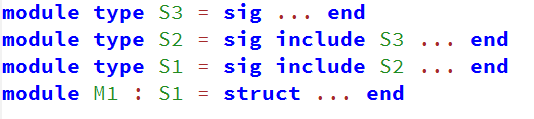 module type S3 = sig ... end
module type S2 = sig include S3 ... end
module type S1 = sig include S2 ... end
module M1 : S1 = struct ... end